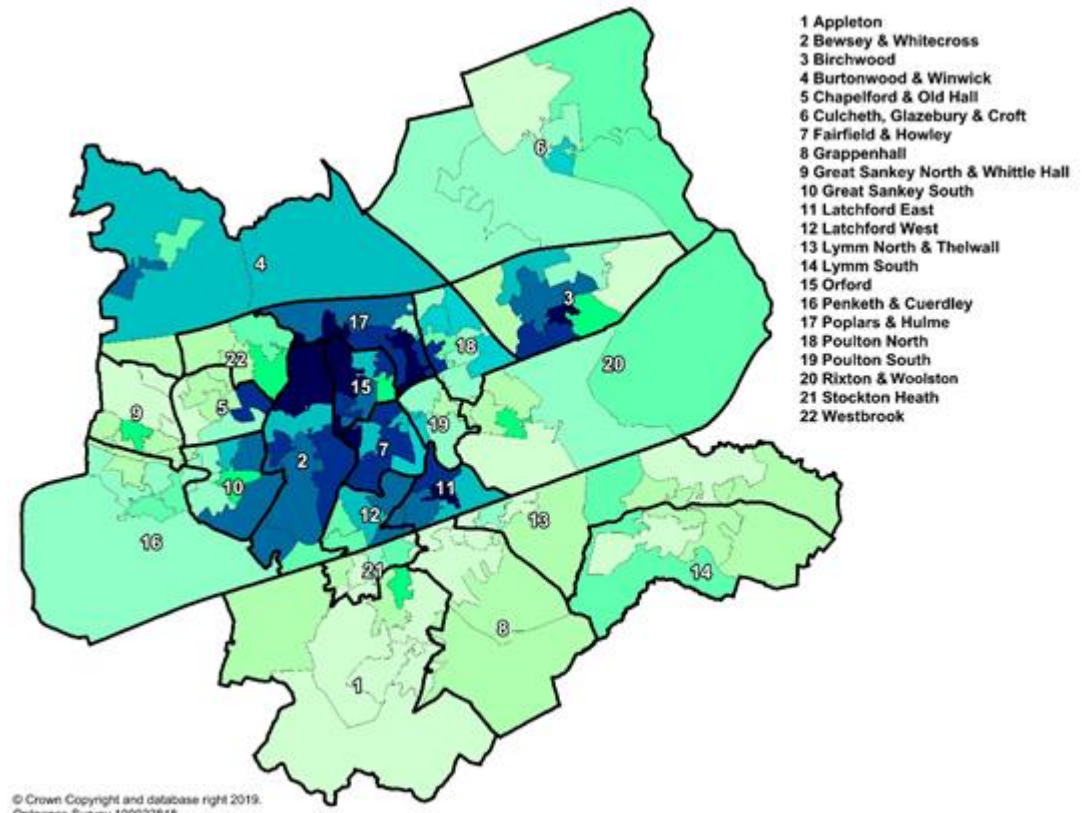 1 Appleton
2 Bewsey & Whitecross
3 Birchwood
4 Burtonwood & Winwick
5 Chapelford & Old Hall
6 Culcheth, Glazebury & Croft
7 Fairfield & Howley
8 Grappenhall
9 Great Sankey North & Whittle Hall
10 Great Sankey South
11 Latchford East
12 Latchford West
13 Lymm North & Thelwall
14 Lymm South
15 Orford
16 Penketh & Cuerdley
17 Poplars & Hulme
18 Poulton North
19 Poulton South
20 Rixton & Woolston
21 Stockton Heath
22 Westbrook
6
4
3
17
18
22
15
20
9
5
19
7
2
10
11
12
13
16
21
14
8
1
© Crown Copyright and database right 2019.